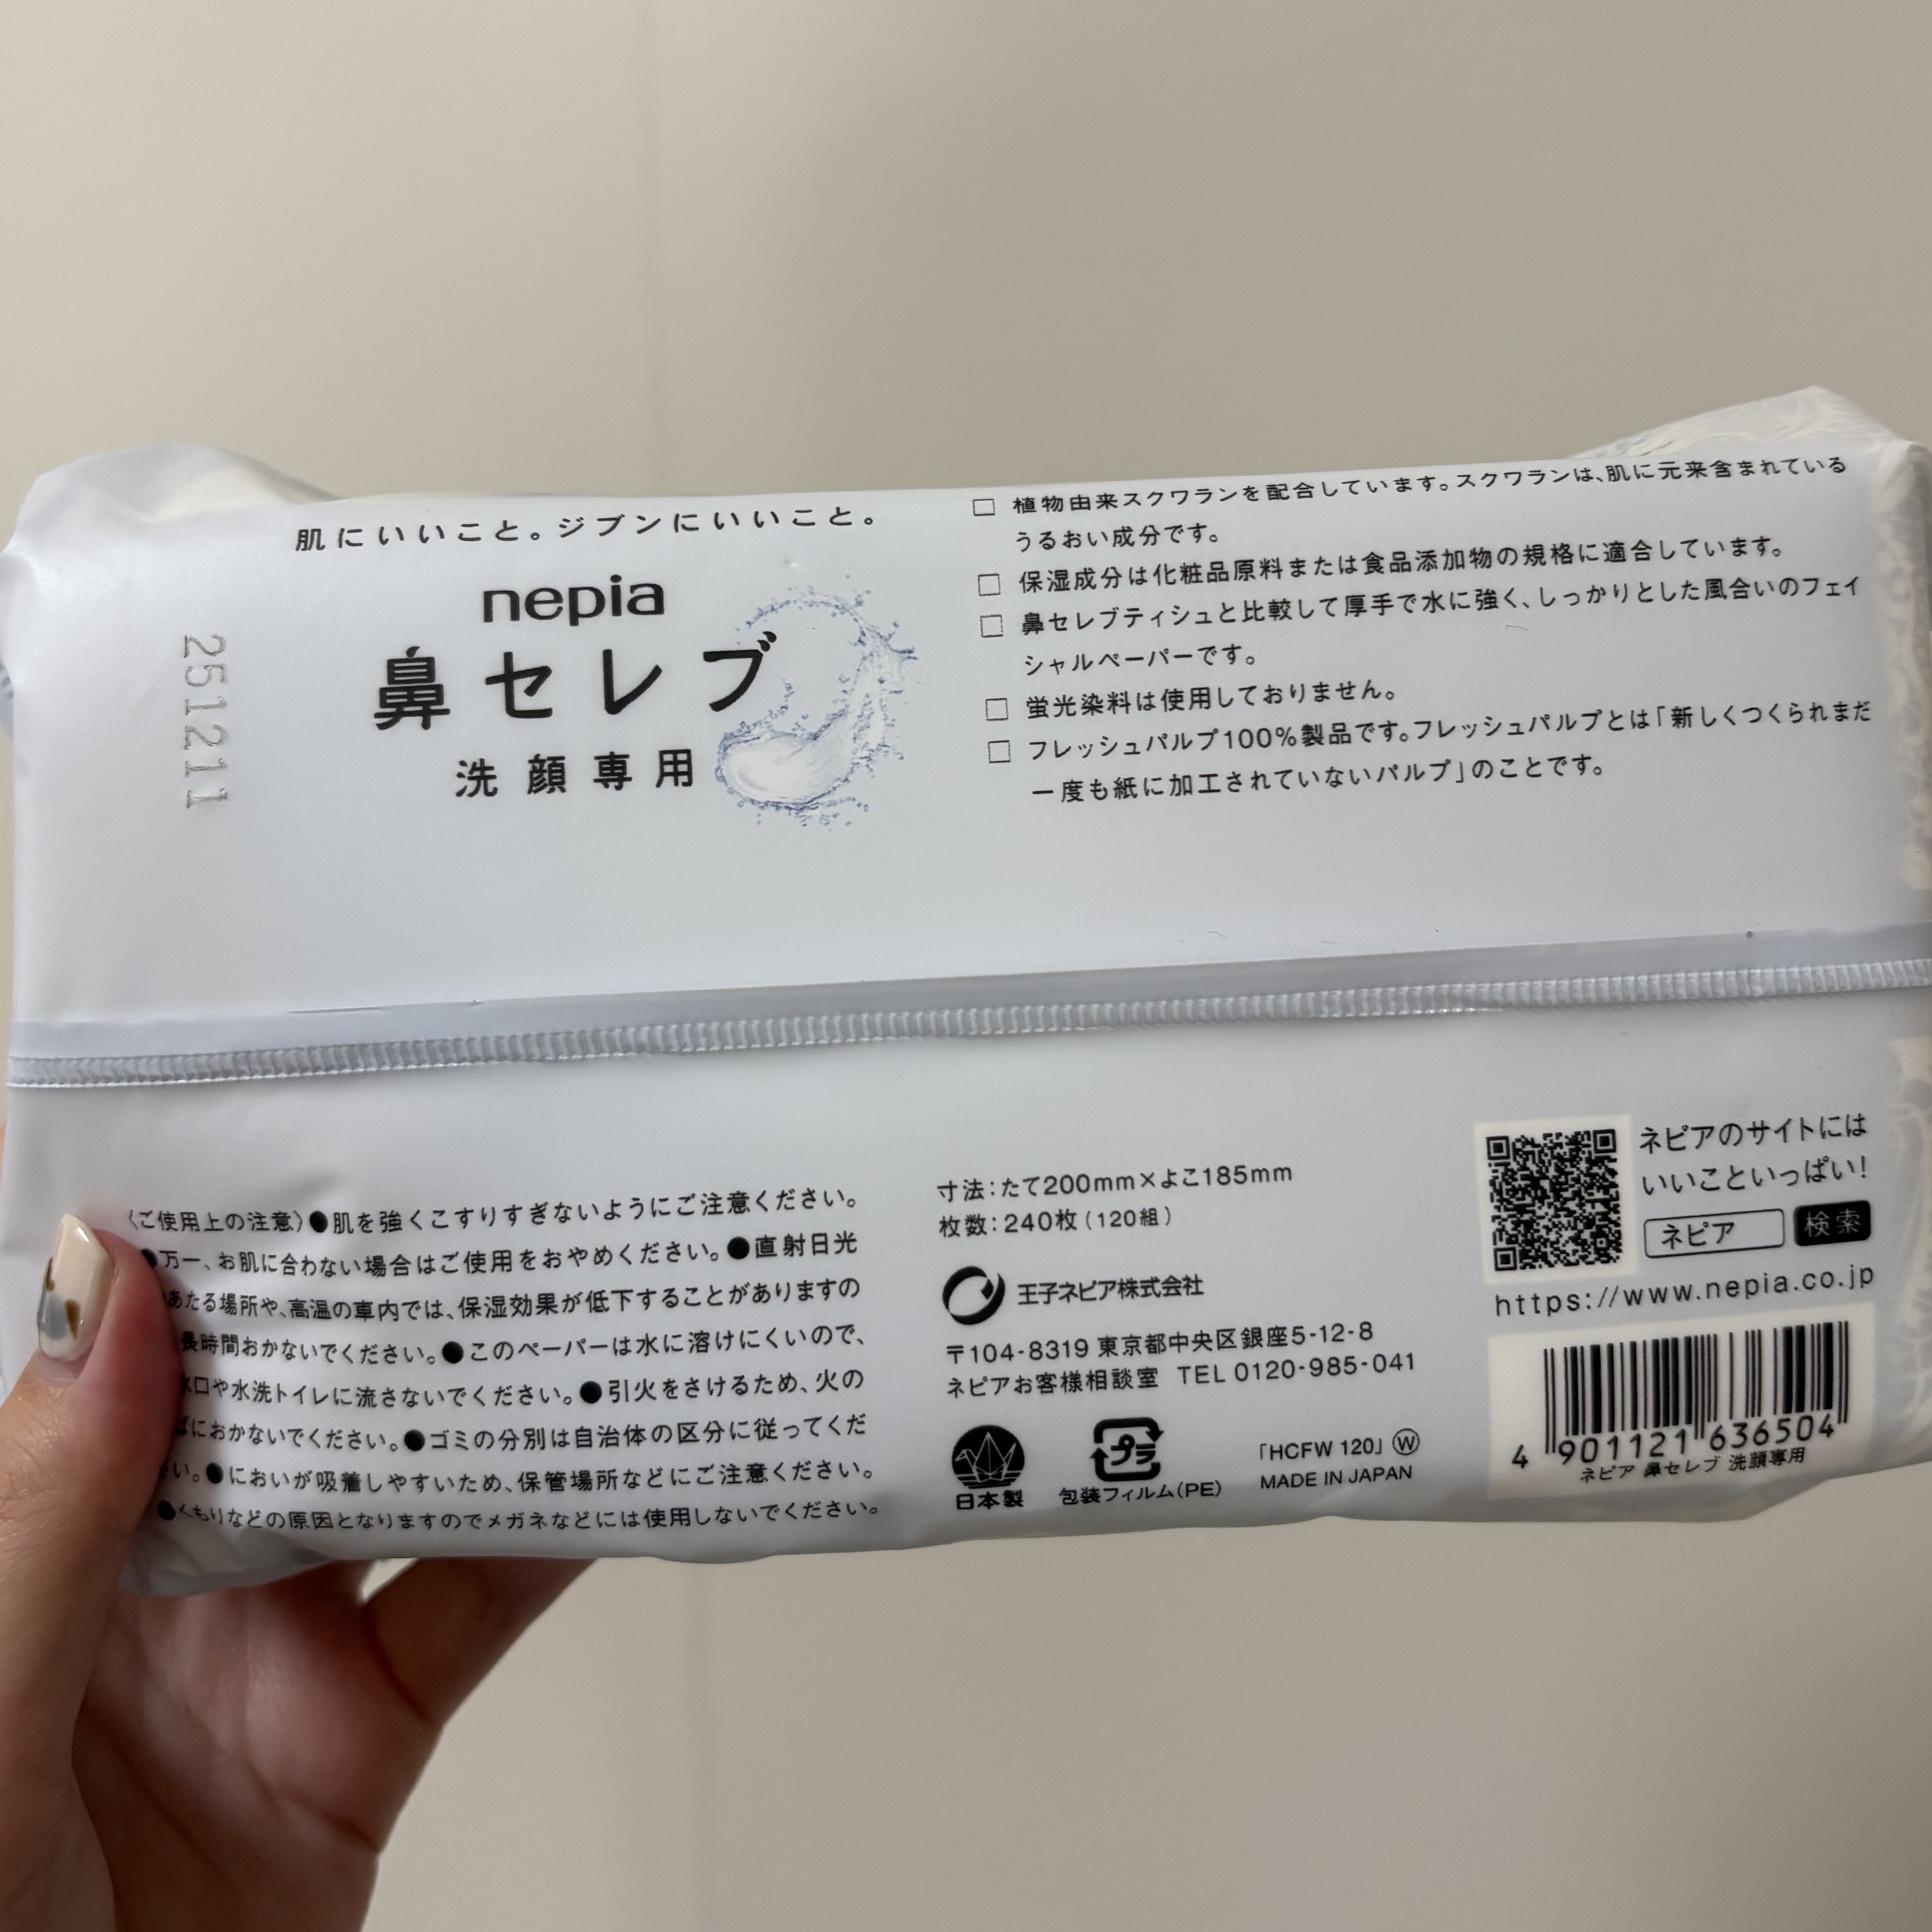 肌にいいこと。ジブンにいいこと。
nepia
鼻セレブ
洗顔専用
251211
□ 植物由来スクワランを配合しています。スクワランは、肌に元来含まれている
うるおい成分です。
□ 保湿成分は化粧品原料または食品添加物の規格に適合しています。
□ 鼻セレブティシュと比較して厚手で水に強く、しっかりとした風合いのフェイ
シャルペーパーです。
□ 蛍光染料は使用しておりません。
□ フレッシュパルプ100%製品です。フレッシュパルプとは「新しくつくられまだ
一度も紙に加工されていないパルプ」のことです。
〈ご使用上の注意〉●肌を強くこすりすぎないようにご注意ください。
●万一、お肌に合わない場合はご使用をおやめください。●直射日光
あたる場所や、高温の車内では、保湿効果が低下することがありますの
長時間おかないでください。●このペーパーは水に溶けにくいので、
水口や水洗トイレに流さないでください。●引火をさけるため、火の
ばにおかないでください。●ゴミの分別は自治体の区分に従ってくだ
い。●においが吸着しやすいため、保管場所などにご注意ください。
●くもりなどの原因となりますのでメガネなどには使用しないでください。
寸法：たて200mm×よこ185mm
枚数：240枚（120組）
王子ネピア株式会社
〒104-8319 東京都中央区銀座5-12-8
ネピアお客様相談室 TEL 0120-985-041
日本製
プラ
包装フィルム(PE)
「HCFW 120」Ⓦ
MADE IN JAPAN
ネピアのサイトには
いいこといっぱい！
ネピア 検索
https://www.nepia.co.jp
4 901121 636504
ネピア 鼻セレブ 洗顔専用